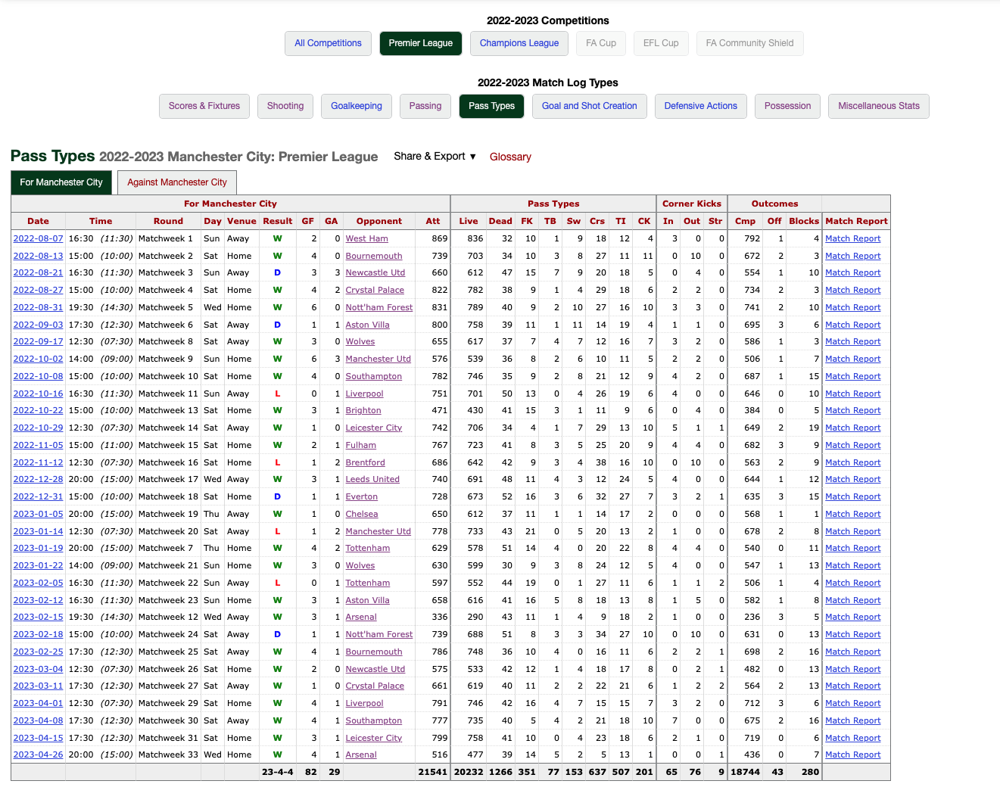 2022-2023 Competitions
All Competitions Premier League Champions League FA Cup EFL Cup FA Community Shield
2022-2023 Match Log Types
Scores & Fixtures Shooting Goalkeeping Passing Pass Types Goal and Shot Creation Defensive Actions Possession Miscellaneous Stats
Pass Types 2022-2023 Manchester City: Premier League Share & Export ▼ Glossary
For Manchester City Against Manchester City
For Manchester City Pass Types Corner Kicks Outcomes
Date Time Round Day Venue Result GF GA Opponent Att Live Dead FK TB Sw Crs TI CK In Out Str Cmp Off Blocks Match Report
2022-08-07 16:30 (11:30) Matchweek 1 Sun Away W 2 0 West Ham 869 836 32 10 1 9 18 12 4 3 0 0 792 1 4 Match Report
2022-08-13 15:00 (10:00) Matchweek 2 Sat Home W 4 0 Bournemouth 739 703 34 10 3 8 27 11 11 0 10 0 672 2 3 Match Report
2022-08-21 16:30 (11:30) Matchweek 3 Sun Away D 3 3 Newcastle Utd 660 612 47 15 7 9 20 18 5 0 4 0 554 1 10 Match Report
2022-08-27 15:00 (10:00) Matchweek 4 Sat Home W 4 2 Crystal Palace 822 782 38 9 1 4 29 18 6 2 2 0 734 2 3 Match Report
2022-08-31 19:30 (14:30) Matchweek 5 Wed Home W 6 0 Nott'ham Forest 831 789 40 9 2 10 27 16 10 3 3 0 741 2 10 Match Report
2022-09-03 17:30 (12:30) Matchweek 6 Sat Away D 1 1 Aston Villa 800 758 39 11 1 11 14 19 4 1 1 0 695 3 6 Match Report
2022-09-17 12:30 (07:30) Matchweek 8 Sat Away W 3 0 Wolves 655 617 37 7 4 7 12 16 7 3 2 0 586 1 3 Match Report
2022-10-02 14:00 (09:00) Matchweek 9 Sun Home W 6 3 Manchester Utd 576 539 36 8 2 6 10 11 5 2 2 0 506 1 7 Match Report
2022-10-08 15:00 (10:00) Matchweek 10 Sat Home W 4 0 Southampton 782 746 35 9 2 8 21 12 9 4 2 0 687 1 15 Match Report
2022-10-16 16:30 (11:30) Matchweek 11 Sun Away L 0 1 Liverpool 751 701 50 13 0 4 26 19 6 4 0 0 646 0 10 Match Report
2022-10-22 15:00 (10:00) Matchweek 13 Sat Home W 3 1 Brighton 471 430 41 15 3 1 11 9 6 0 4 0 384 0 5 Match Report
2022-10-29 12:30 (07:30) Matchweek 14 Sat Away W 1 0 Leicester City 742 706 34 4 1 7 29 13 10 5 1 1 649 2 19 Match Report
2022-11-05 15:00 (11:00) Matchweek 15 Sat Home W 2 1 Fulham 767 723 41 8 3 5 25 20 9 4 4 0 682 3 9 Match Report
2022-11-12 12:30 (07:30) Matchweek 16 Sat Home L 1 2 Brentford 686 642 42 9 3 4 38 16 10 0 10 0 563 2 9 Match Report
2022-12-28 20:00 (15:00) Matchweek 17 Wed Away W 3 1 Leeds United 740 691 48 11 4 3 12 24 5 4 0 0 644 1 12 Match Report
2022-12-31 15:00 (10:00) Matchweek 18 Sat Home D 1 1 Everton 728 673 52 16 3 6 32 27 7 3 2 1 635 3 15 Match Report
2023-01-05 20:00 (15:00) Matchweek 19 Thu Away W 1 0 Chelsea 650 612 37 11 1 1 14 17 2 0 0 0 568 1 1 Match Report
2023-01-14 12:30 (07:30) Matchweek 20 Sat Away L 1 2 Manchester Utd 778 733 43 21 0 5 20 13 2 1 0 0 678 2 8 Match Report
2023-01-19 20:00 (15:00) Matchweek 7 Thu Home W 4 2 Tottenham 629 578 51 14 4 0 20 22 8 4 4 0 540 0 11 Match Report
2023-01-22 14:00 (09:00) Matchweek 21 Sun Home W 3 0 Wolves 630 599 30 9 3 8 24 12 5 4 0 0 547 1 13 Match Report
2023-02-05 16:30 (11:30) Matchweek 22 Sun Away L 0 1 Tottenham 597 552 44 19 0 1 27 11 6 1 1 2 506 1 4 Match Report
2023-02-12 16:30 (11:30) Matchweek 23 Sun Home W 3 1 Aston Villa 658 616 41 16 5 8 18 13 8 1 5 0 582 1 8 Match Report
2023-02-15 19:30 (14:30) Matchweek 12 Wed Away W 3 1 Arsenal 336 290 43 11 1 4 9 18 2 1 0 0 236 3 5 Match Report
2023-02-18 15:00 (10:00) Matchweek 24 Sat Away D 1 1 Nott'ham Forest 739 688 51 8 3 3 34 27 10 0 10 0 631 0 13 Match Report
2023-02-25 17:30 (12:30) Matchweek 25 Sat Away W 4 1 Bournemouth 786 748 36 10 4 0 16 11 6 2 2 1 698 2 16 Match Report
2023-03-04 12:30 (07:30) Matchweek 26 Sat Home W 2 0 Newcastle Utd 575 533 42 12 1 4 18 17 8 0 2 1 482 0 13 Match Report
2023-03-11 17:30 (12:30) Matchweek 27 Sat Away W 1 0 Crystal Palace 661 619 40 11 2 2 22 21 6 1 2 2 564 2 13 Match Report
2023-04-01 12:30 (07:30) Matchweek 29 Sat Home W 4 1 Liverpool 791 746 42 16 4 7 15 15 7 3 2 0 712 3 6 Match Report
2023-04-08 17:30 (12:30) Matchweek 30 Sat Away W 4 1 Southampton 777 735 40 5 4 2 21 18 10 7 0 0 675 2 16 Match Report
2023-04-15 17:30 (12:30) Matchweek 31 Sat Home W 3 1 Leicester City 799 758 41 10 0 4 23 18 6 2 1 0 719 0 6 Match Report
2023-04-26 20:00 (15:00) Matchweek 33 Wed Home W 4 1 Arsenal 516 477 39 14 5 2 5 13 1 0 0 1 436 0 7 Match Report
23-4-4 82 29 21541 20232 1266 351 77 153 637 507 201 65 76 9 18744 43 280